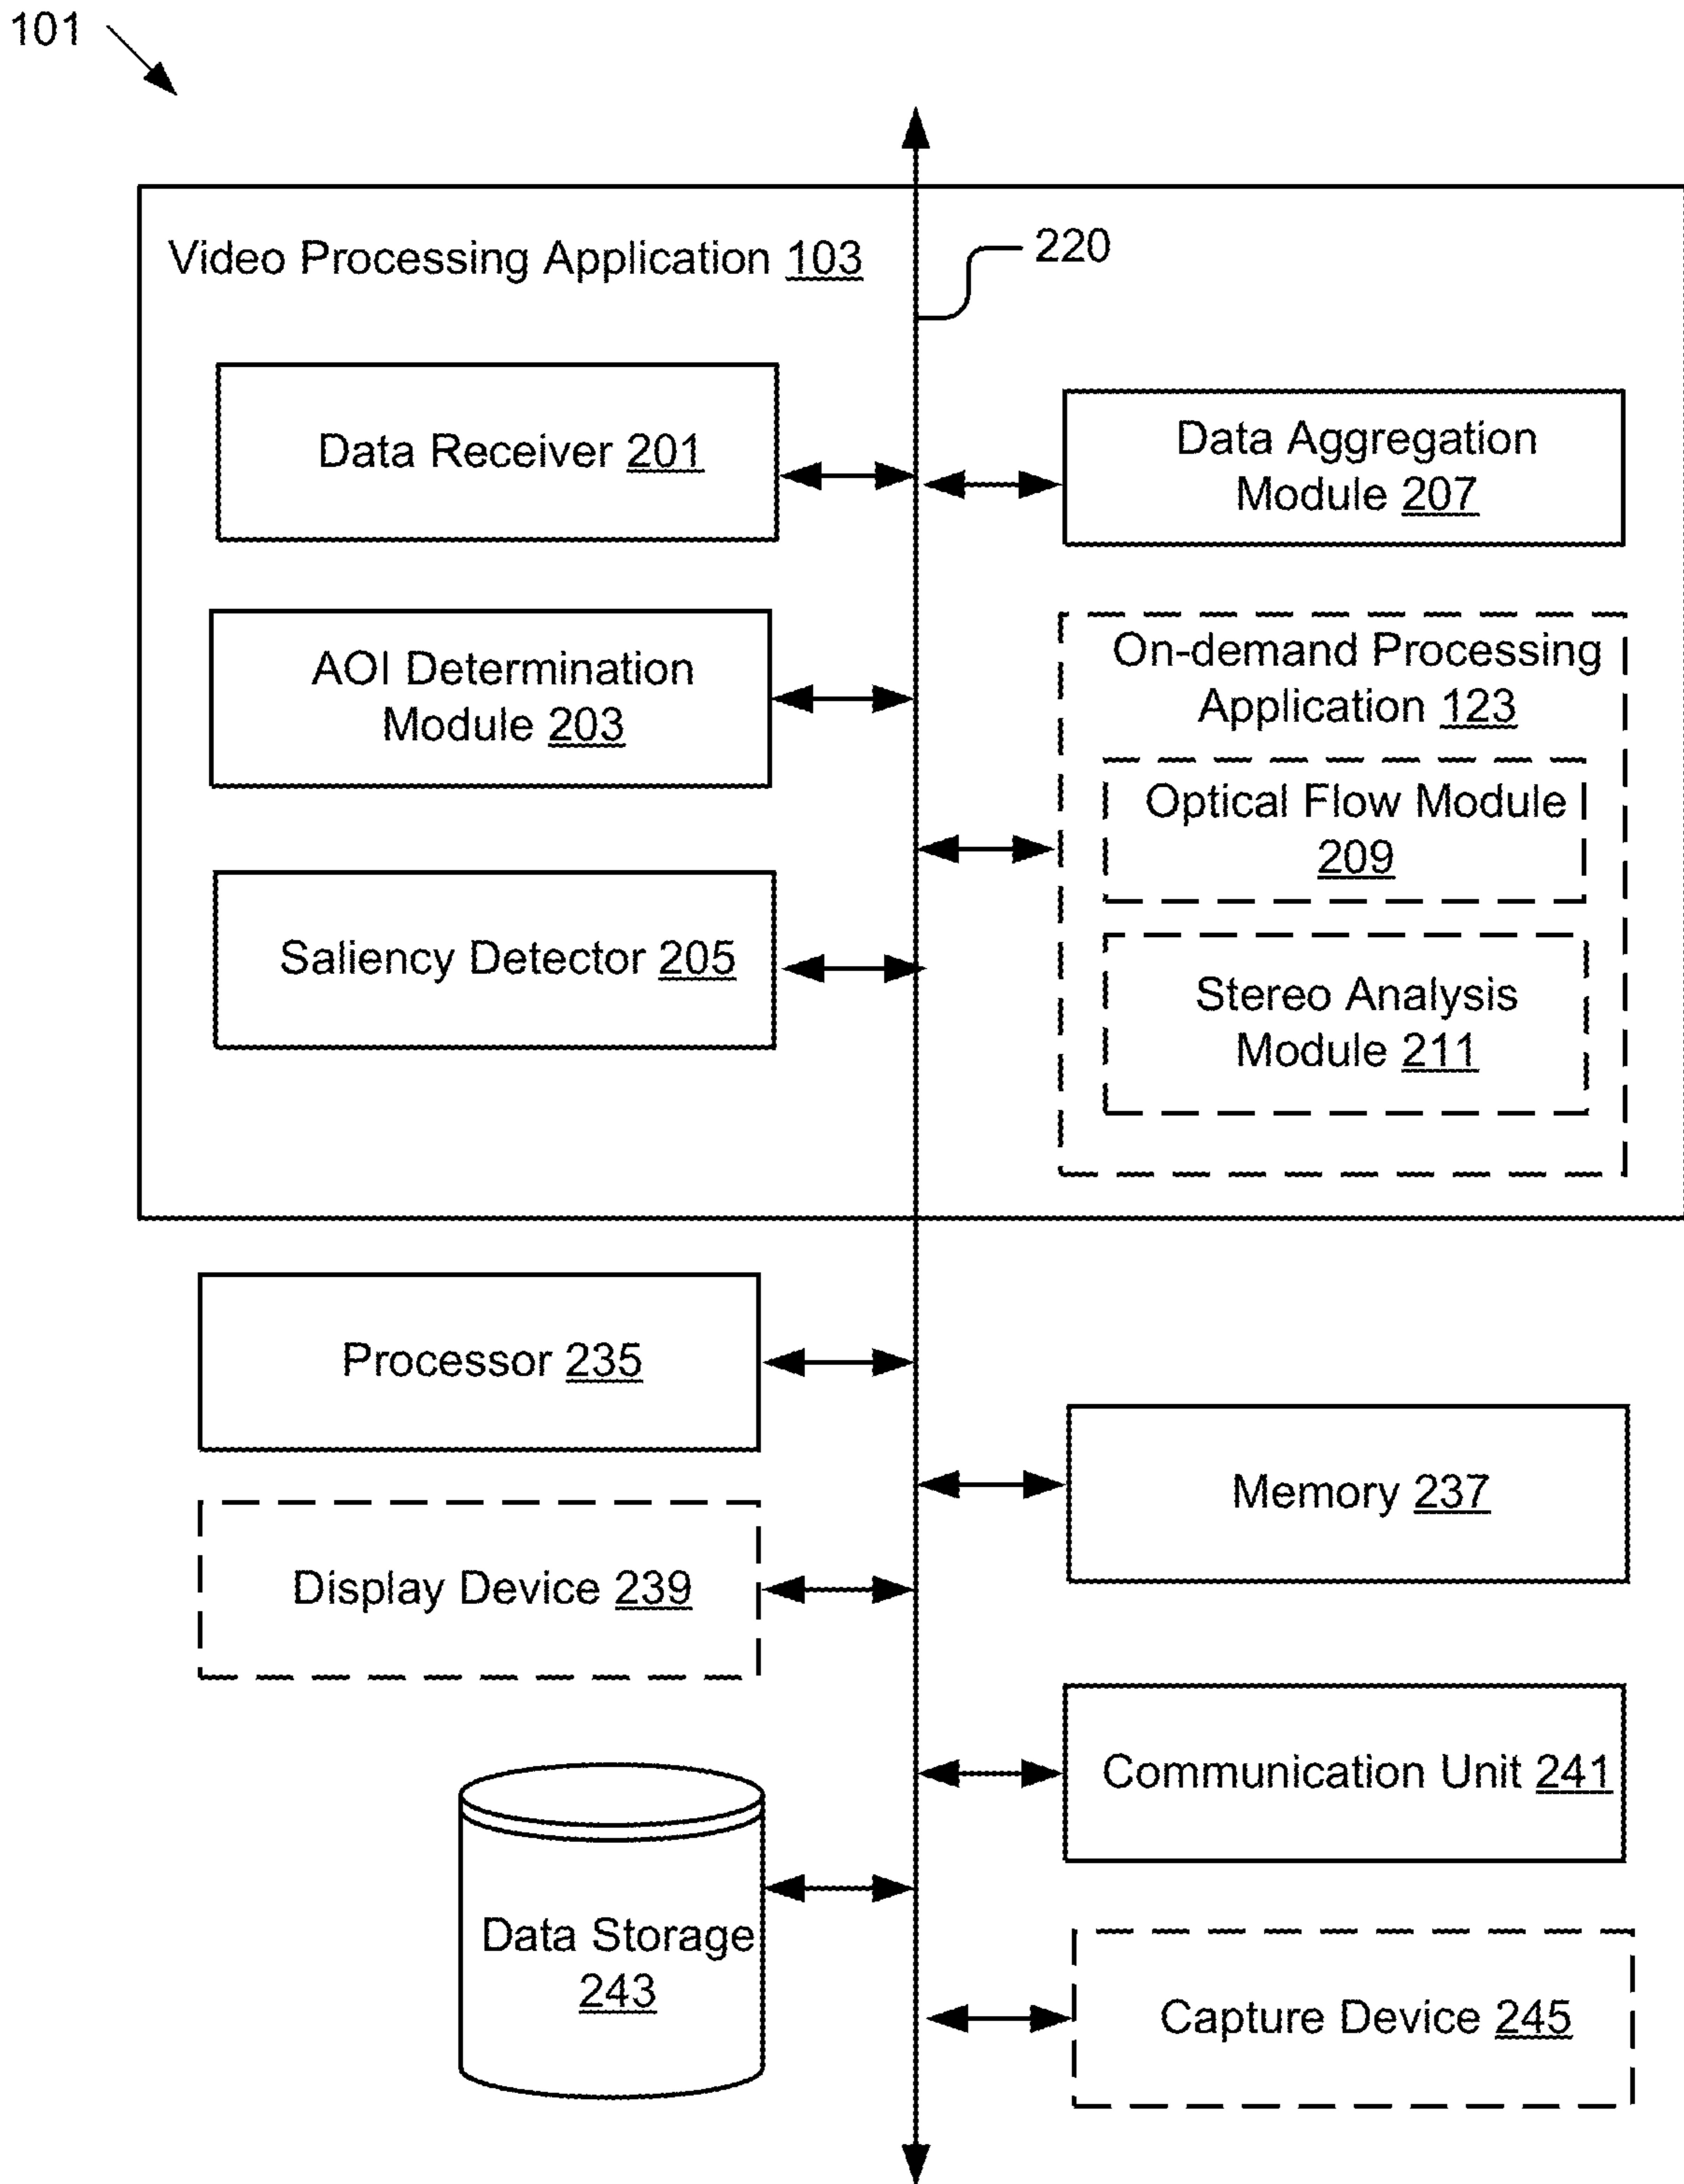 101
Video Processing Application 103
220
Data Receiver 201
Data Aggregation
Module 207
AOI Determination
Module 203
On-demand Processing
Application 123
Optical Flow Module
209
Saliency Detector 205
Stereo Analysis
Module 211
Processor 235
Memory 237
Display Device 239
Communication Unit 241
Data Storage
243
Capture Device 245